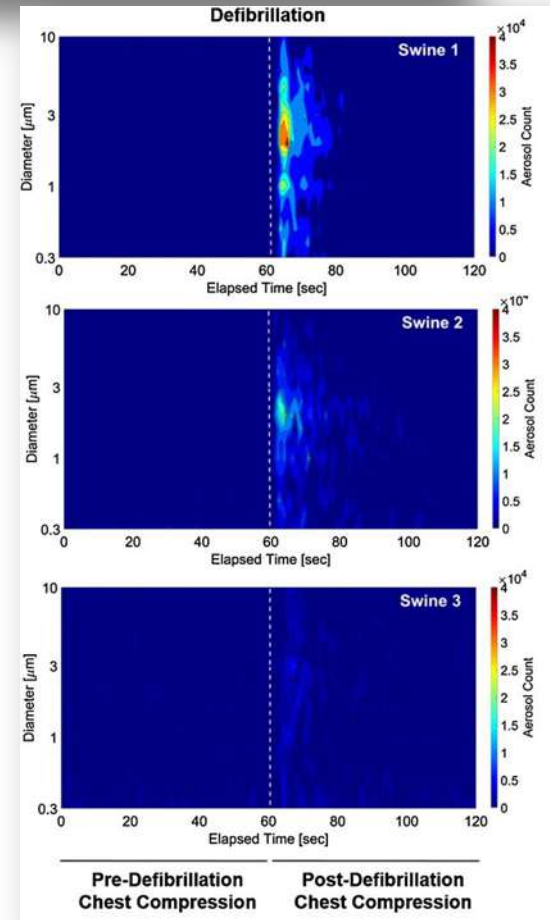 Defibrillation
Swine 1
10
3
1
0.3
Diameter [μm]
0 20 40 60 80 100 120
Elapsed Time [sec]
×10⁴
4
3.5
3
2.5
2
1.5
1
0.5
0
Aerosol Count
Swine 2
10
3
1
0.3
Diameter [μm]
0 20 40 60 80 100 120
Elapsed Time [sec]
4
3.5
3
2.5
2
1.5
1
0.5
0
Aerosol Count
Swine 3
10
3
1
0.3
Diameter [μm]
0 20 40 60 80 100 120
Elapsed Time [sec]
×10⁴
4
3.5
3
2.5
2
1.5
1
0.5
0
Aerosol Count
Pre-Defibrillation Post-Defibrillation
Chest Compression Chest Compression